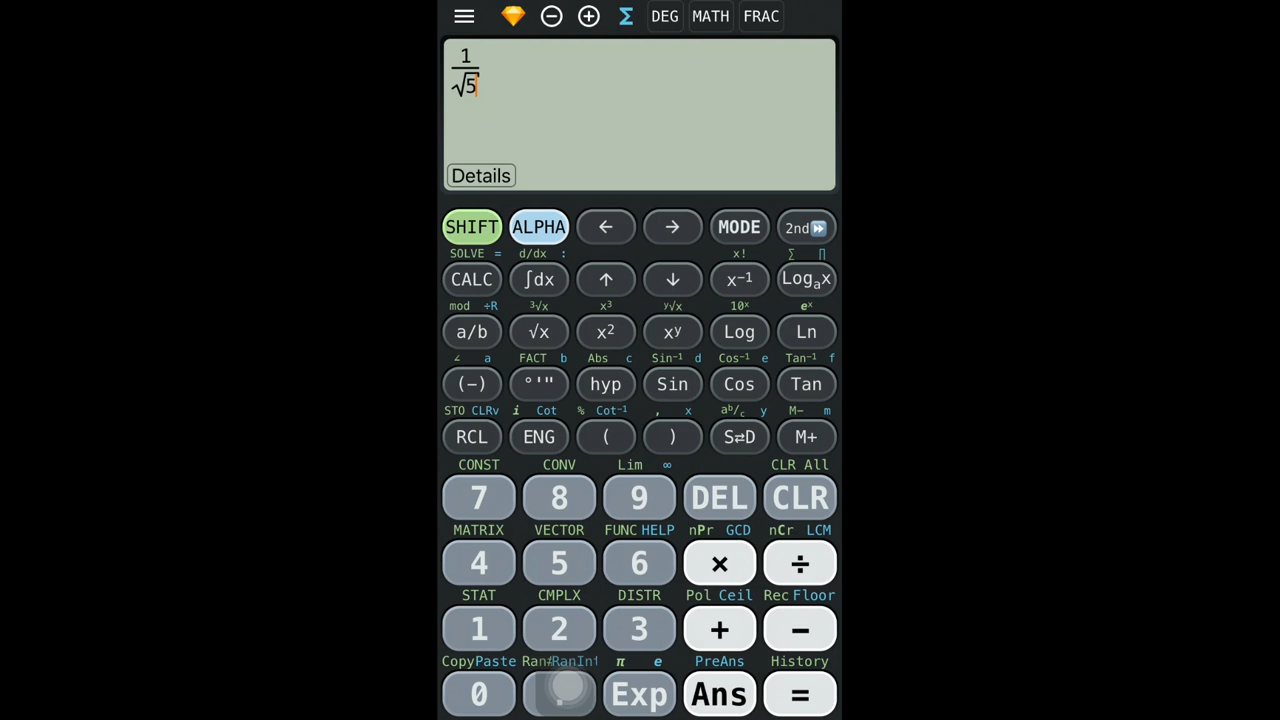 DEG MATH FRAC
1
√5
Details
SHIFT ALPHA ← → MODE 2nd
SOLVE = d/dx : x! ∑ ∏
CALC ∫dx ↑ ↓ x⁻¹ Logₐx
mod ÷R ³√x x³ ʸ√x 10ˣ eˣ
a/b √x x² xʸ Log Ln
∠ a FACT b Abs c Sin⁻¹ d Cos⁻¹ e Tan⁻¹ f
(−) °'" hyp Sin Cos Tan
STO CLRv i Cot % Cot⁻¹ , x aᵇ/c y M− m
RCL ENG ( ) S⇄D M+
CONST CONV Lim ∞ CLR All
7 8 9 DEL CLR
MATRIX VECTOR FUNC HELP nPr GCD nCr LCM
4 5 6 × ÷
STAT CMPLX DISTR Pol Ceil Rec Floor
1 2 3 + −
Copy Paste Ran# RanInt π e PreAns History
0 . Exp Ans =